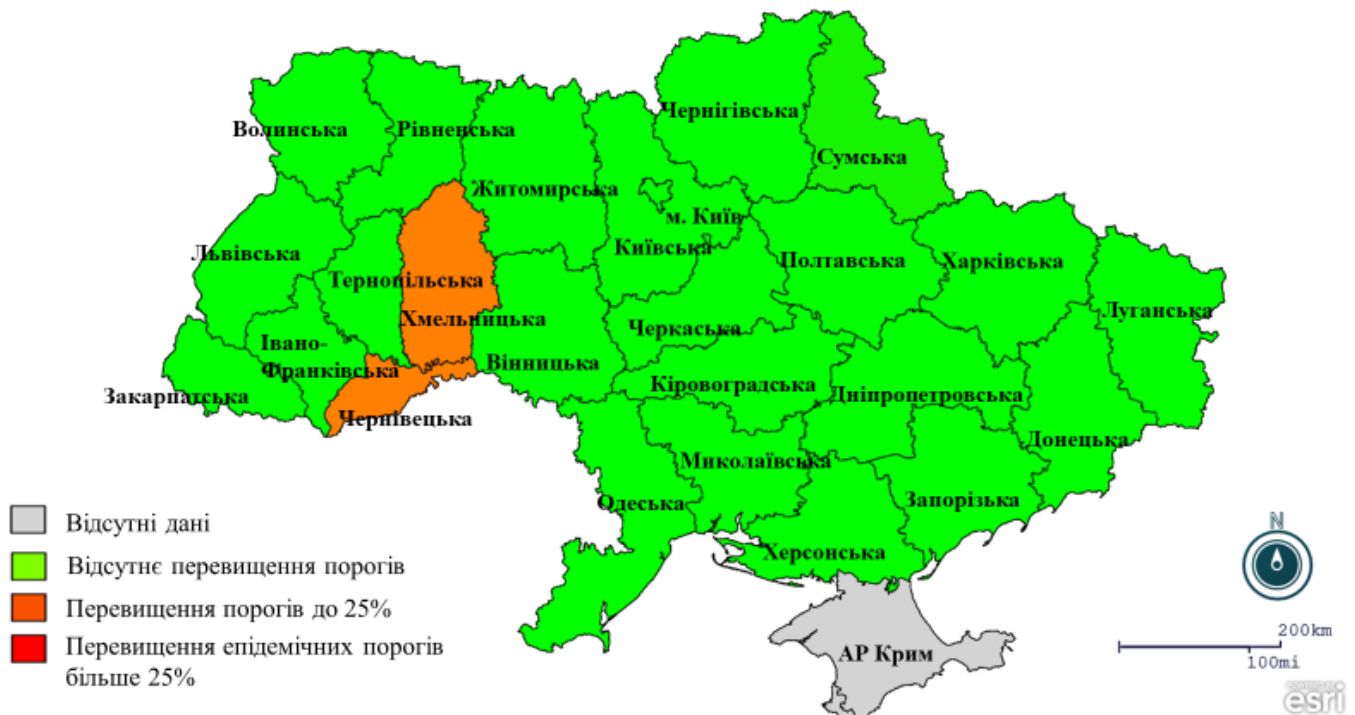 Чернігівська
Волинська
Рівненська
Сумська
Житомирська
м. Київ
Київська
Львівська
Полтавська
Харківська
Тернопільська
Луганська
Хмельницька
Черкаська
Івано-
Франківська
Вінницька
Кіровоградська
Закарпатська
Дніпропетровська
Чернівецька
Донецька
Миколаївська
Одеська
Запорізька
Херсонська
АР Крим
Відсутні дані
Відсутнє перевищення порогів
Перевищення порогів до 25%
Перевищення епідемічних порогів
більше 25%
N
200km
100mi
POWERED BY
esri